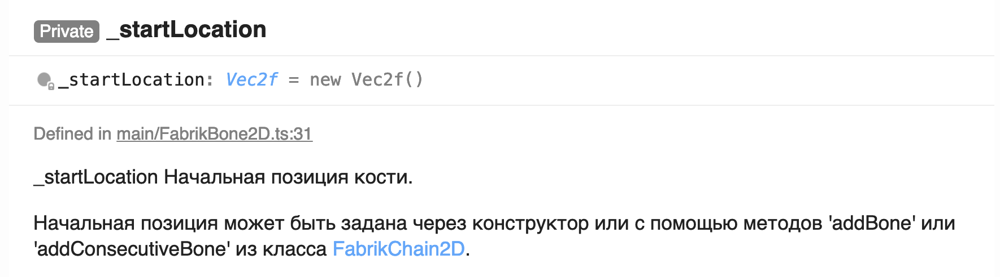 Private _startLocation
_startLocation: Vec2f = new Vec2f()
Defined in main/FabrikBone2D.ts:31
_startLocation Начальная позиция кости.
Начальная позиция может быть задана через конструктор или с помощью методов 'addBone' или
'addConsecutiveBone' из класса FabrikChain2D.